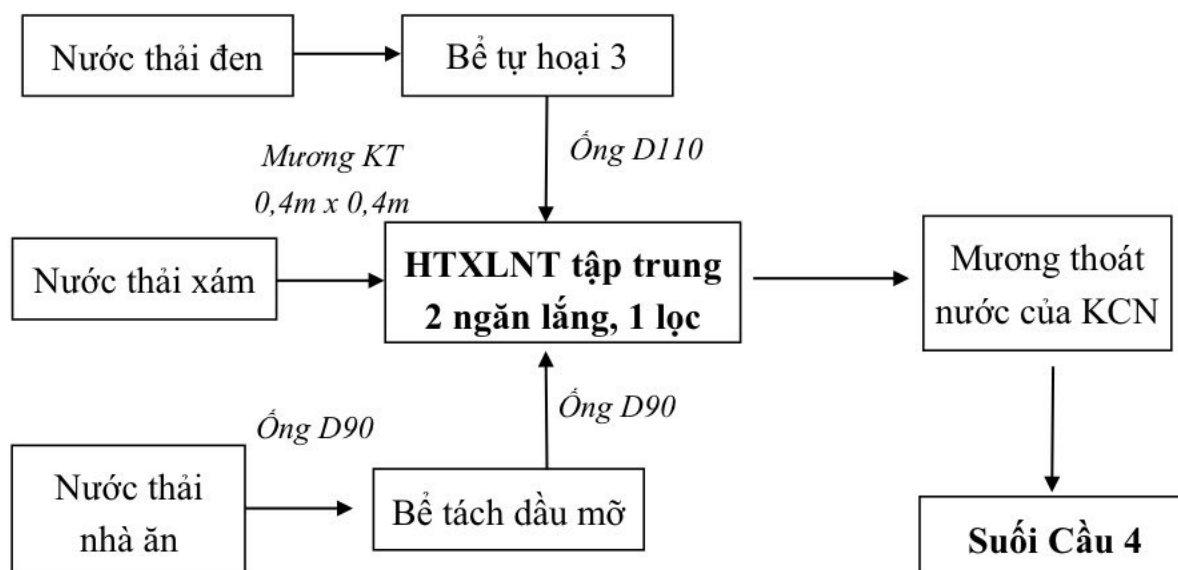 Nước thải đen
Bể tự hoại 3
Ống D110
Mương KT
0,4m x 0,4m
Nước thải xám
HTXLNT tập trung
2 ngăn lắng, 1 lọc
Mương thoát
nước của KCN
Ống D90
Ống D90
Nước thải
nhà ăn
Bể tách dầu mỡ
Suối Cầu 4